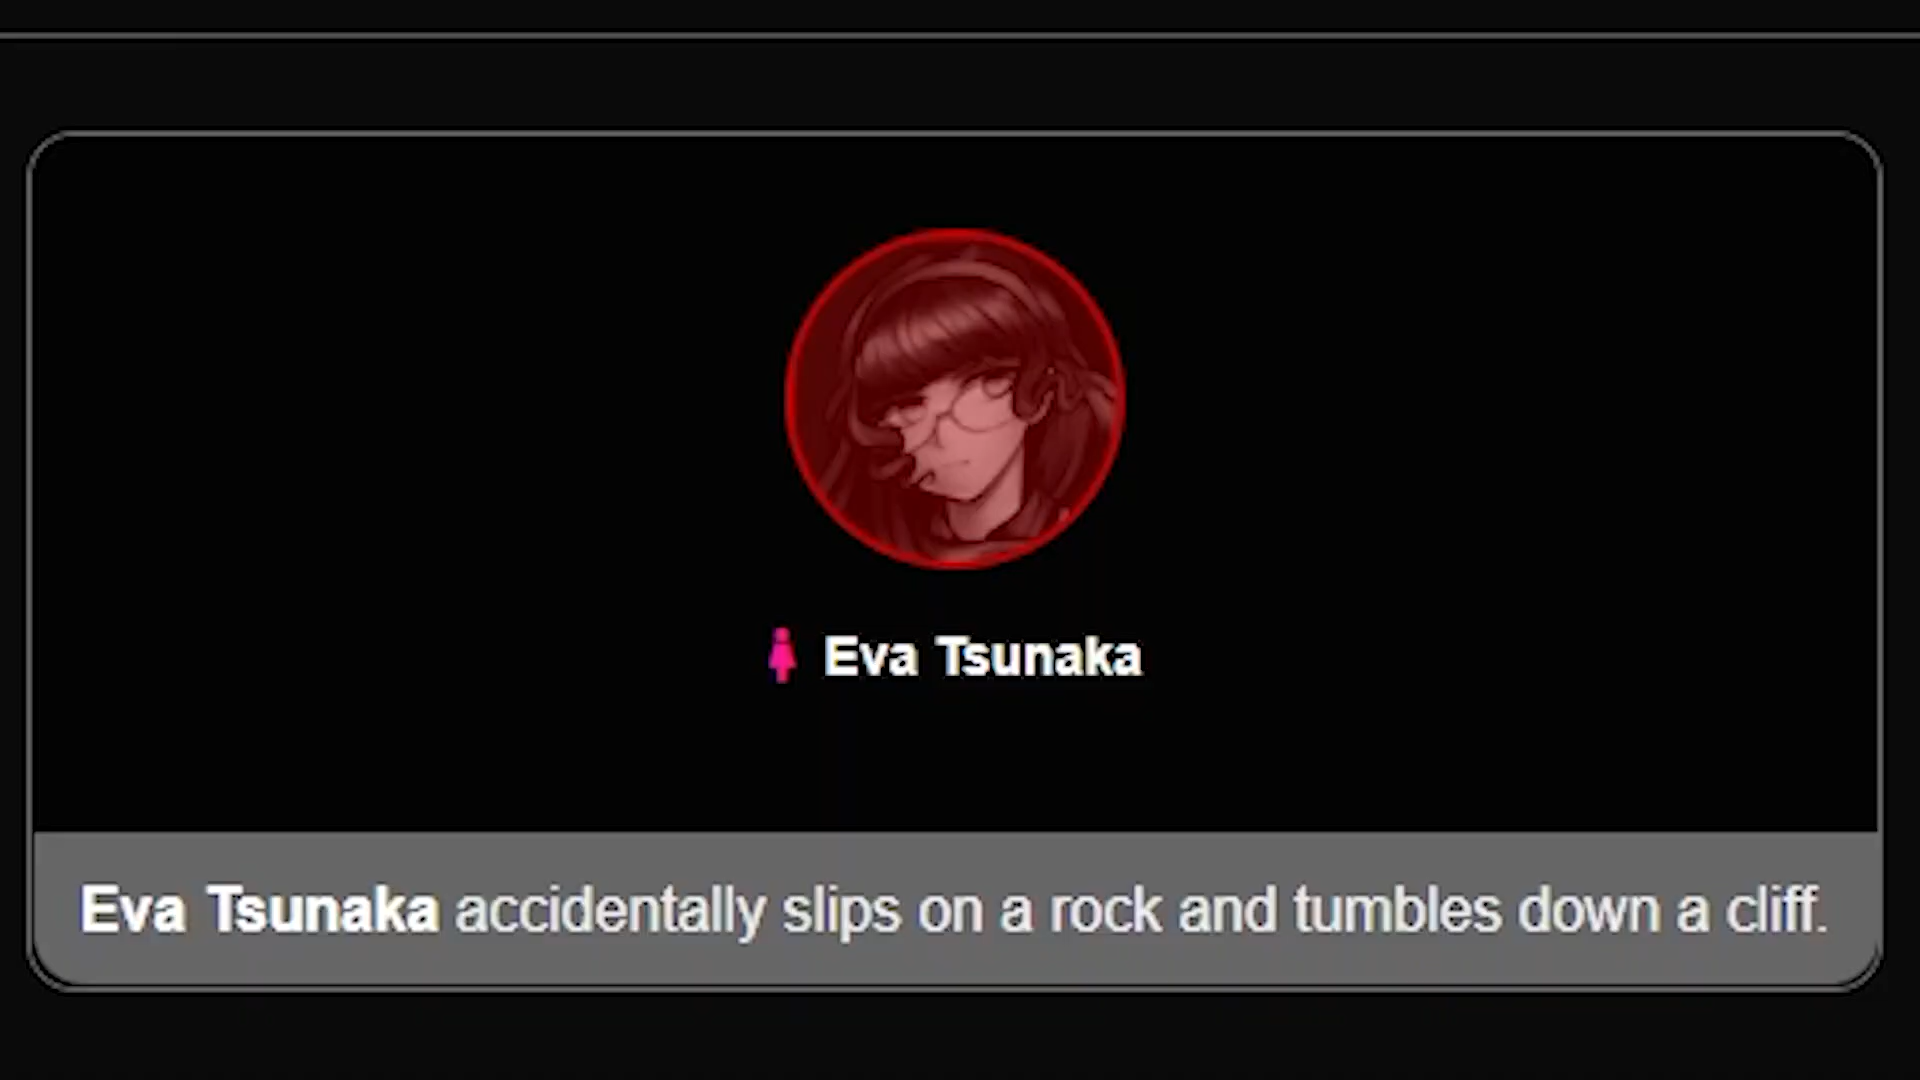 Eva Tsunaka
Eva Tsunaka accidentally slips on a rock and tumbles down a cliff.